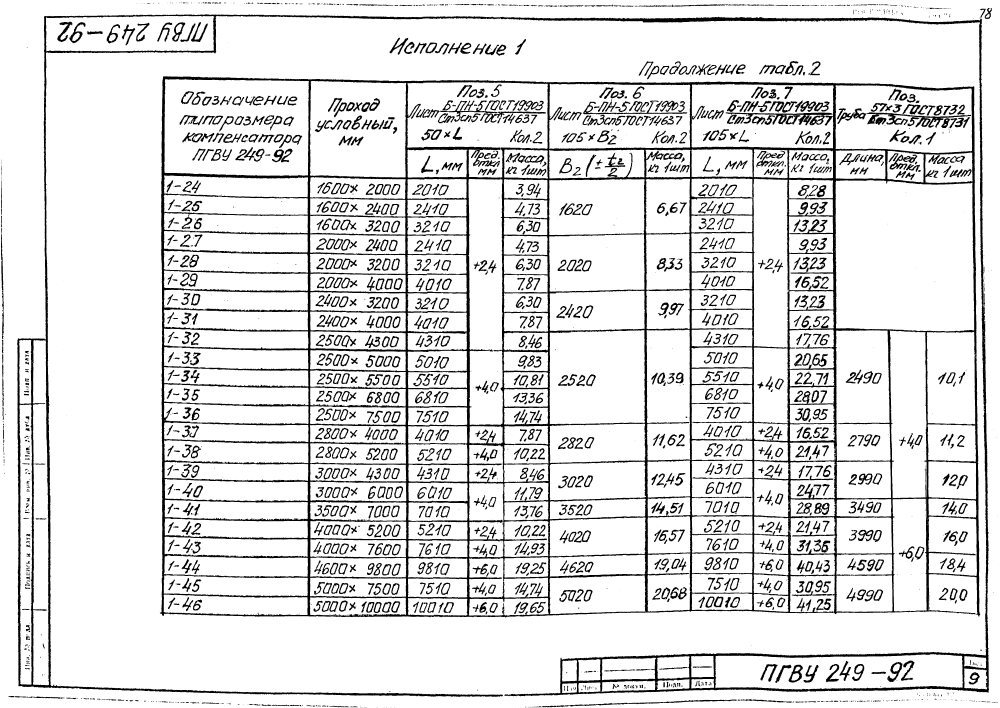 78
ПГВУ 249-92
Исполнение 1
Продолжение табл.2
Обозначение типоразмера компенсатора ПГВУ 249-92
Проход условный, мм
Поз. 5
Лист Б-ПН-5 ГОСТ 19903 / Ст3сп5 ГОСТ 14637
50×L Кол.2
Поз. 6
Б-ПН-5 ГОСТ 19903 / Ст3сп5 ГОСТ 14637
105×B2 Кол.2
Поз. 7
Лист Б-ПН-5 ГОСТ 19903 / Ст3сп5 ГОСТ 14637
105×L Кол.2
Поз.
Труба 57×3 ГОСТ 8732 / Вт3сп5 ГОСТ 8731
Кол.1
L, мм Пред. откл. мм Масса, кг 1шт B2 (± t2/2) Масса, кг 1шт L, мм Пред. откл. мм Масса, кг 1шт Длина, мм Пред. откл. мм Масса кг 1шт
1-24 1600×2000 2010 +2,4 3,94 1620 6,67 2010 +2,4 8,28
1-25 1600×2400 2410 4,73 2410 9,93
1-26 1600×3200 3210 6,30 3210 13,23
1-27 2000×2400 2410 4,73 2020 8,33 2410 9,93
1-28 2000×3200 3210 6,30 3210 13,23
1-29 2000×4000 4010 7,87 4010 16,52
1-30 2400×3200 3210 6,30 2420 9,97 3210 13,23
1-31 2400×4000 4010 7,87 4010 16,52
1-32 2500×4300 4310 8,46 2520 10,39 4310 17,76 2490 +4,0 10,1
1-33 2500×5000 5010 +4,0 9,83 5010 +4,0 20,65
1-34 2500×5500 5510 10,81 5510 22,71
1-35 2500×6800 6810 13,36 6810 28,07
1-36 2500×7500 7510 14,74 7510 30,95
1-37 2800×4000 4010 +2,4 7,87 2820 11,62 4010 +2,4 16,52 2790 11,2
1-38 2800×5200 5210 +4,0 10,22 5210 +4,0 21,47
1-39 3000×4300 4310 +2,4 8,46 3020 12,45 4310 +2,4 17,76 2990 12,0
1-40 3000×6000 6010 +4,0 11,79 6010 +4,0 24,77
1-41 3500×7000 7010 13,76 3520 14,51 7010 28,89 3490 +6,0 14,0
1-42 4000×5200 5210 +2,4 10,22 4020 16,57 5210 +2,4 21,47 3990 16,0
1-43 4000×7600 7610 +4,0 14,93 7610 +4,0 31,36
1-44 4600×9800 9810 +6,0 19,25 4620 19,04 9810 +6,0 40,43 4590 18,4
1-45 5000×7500 7510 +4,0 14,74 5020 20,68 7510 +4,0 30,95 4990 20,0
1-46 5000×10000 10010 +6,0 19,65 10010 +6,0 41,25
Изм Лист № докум. Подп. Дата
ПГВУ 249-92
Лист
9